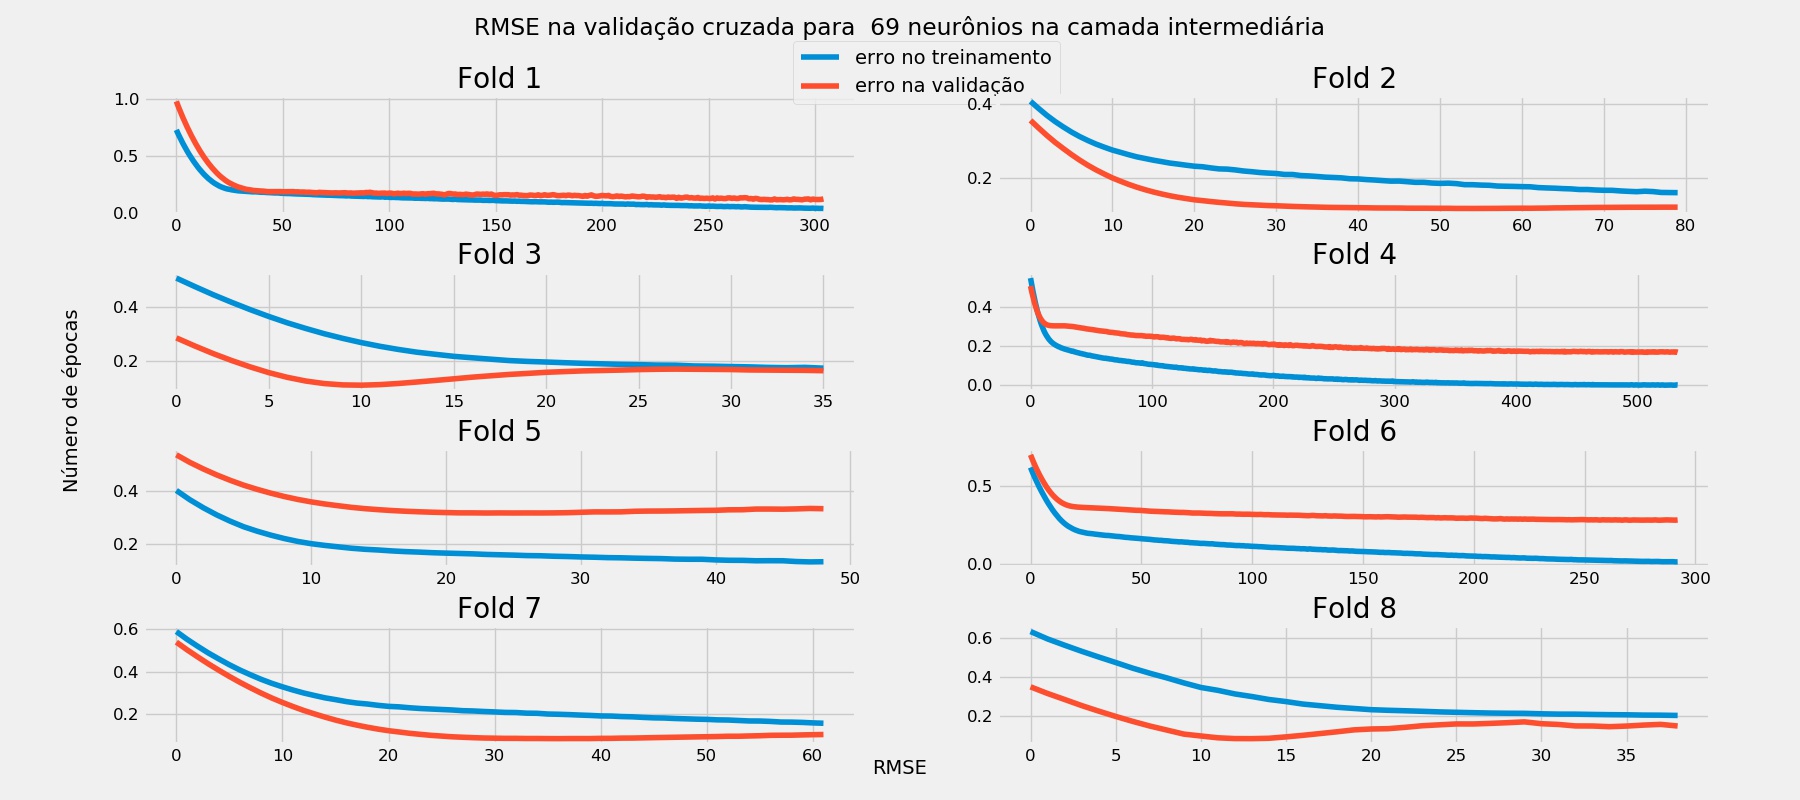 RMSE na validação cruzada para  69 neurônios na camada intermediária
erro no treinamento
erro na validação
Fold 1
1.0
0.5
0.0
0 50 100 150 200 250 300
Fold 2
0.4
0.2
0 10 20 30 40 50 60 70 80
Fold 3
0.4
0.2
0 5 10 15 20 25 30 35
Fold 4
0.4
0.2
0.0
0 100 200 300 400 500
Fold 5
0.4
0.2
0 10 20 30 40 50
Fold 6
0.5
0.0
0 50 100 150 200 250 300
Fold 7
0.6
0.4
0.2
0 10 20 30 40 50 60
Fold 8
0.6
0.4
0.2
0 5 10 15 20 25 30 35
Número de épocas
RMSE